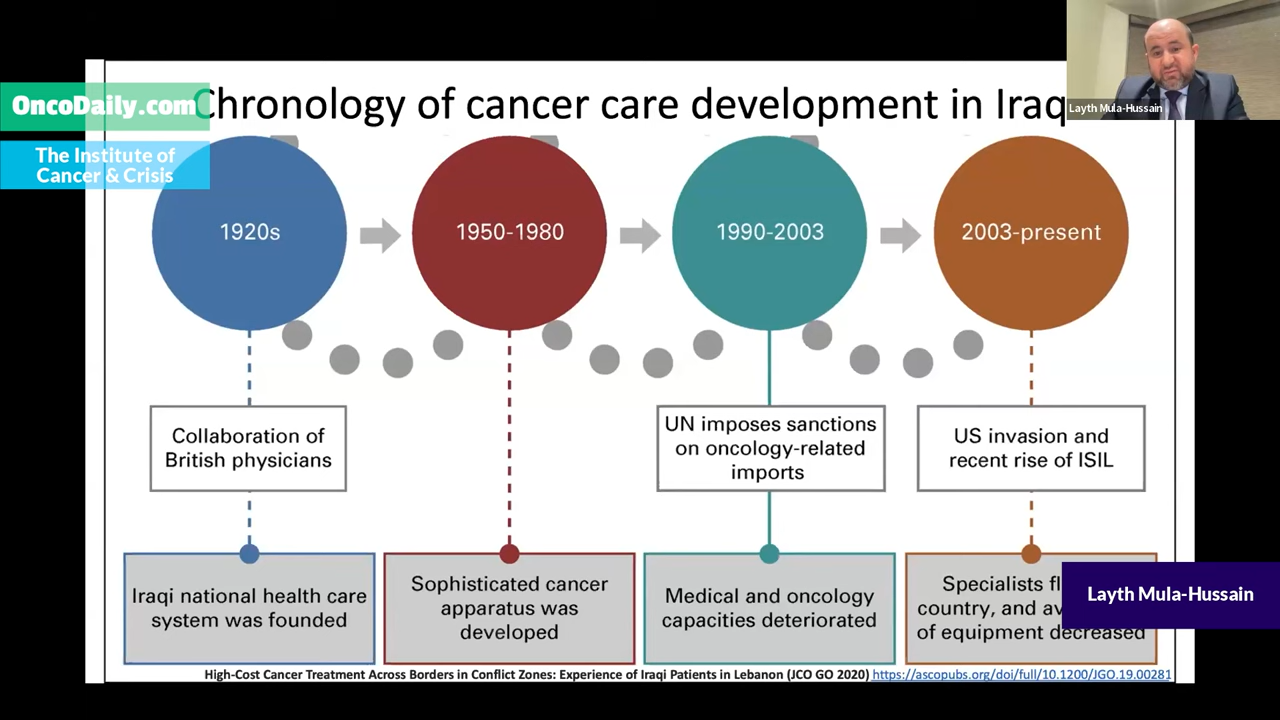 OncoDaily.com
The Institute of
Cancer & Crisis
Chronology of cancer care development in Iraq
Layth Mula-Hussain
1920s
1950-1980
1990-2003
2003-present
Collaboration of
British physicians
UN imposes sanctions
on oncology-related
imports
US invasion and
recent rise of ISIL
Iraqi national health care
system was founded
Sophisticated cancer
apparatus was
developed
Medical and oncology
capacities deteriorated
Specialists
country, and
of equipment decreased
Layth Mula-Hussain
High-Cost Cancer Treatment Across Borders in Conflict Zones: Experience of Iraqi Patients in Lebanon (JCO GO 2020) https://ascopubs.org/doi/full/10.1200/JGO.19.00281